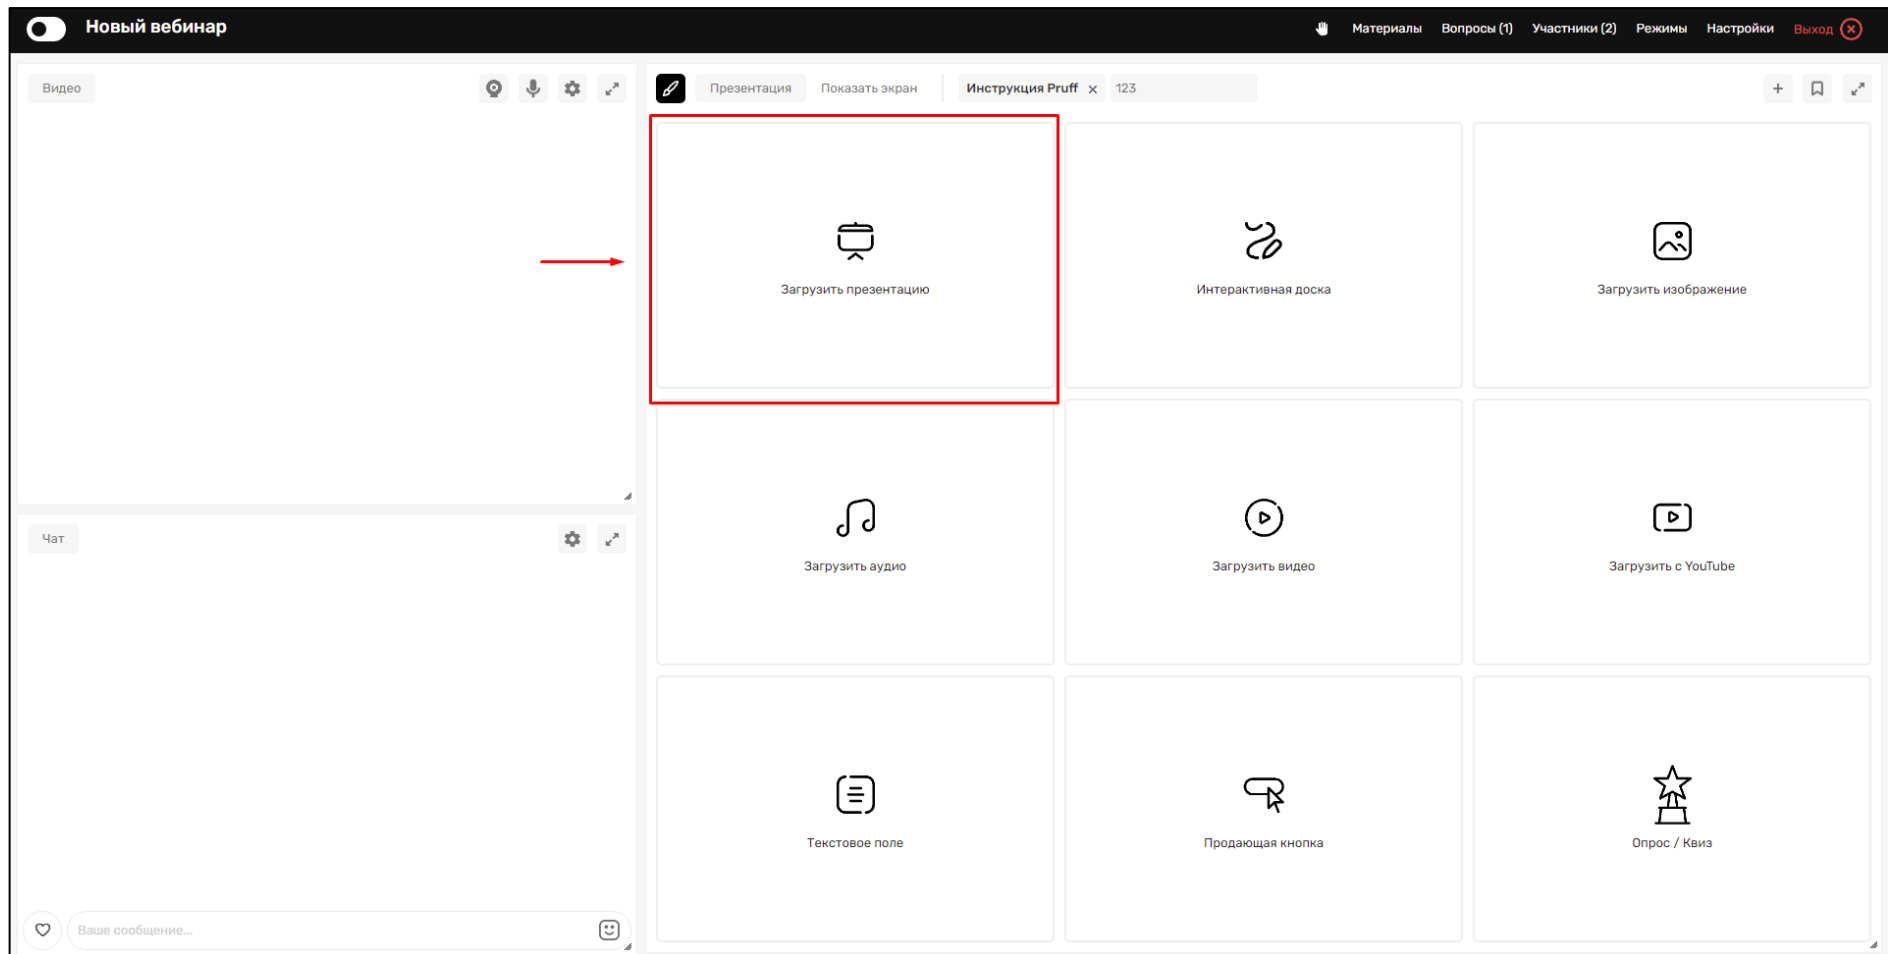 Новый вебинар
Материалы Вопросы (1) Участники (2) Режимы Настройки Выход
Видео
Презентация Показать экран Инструкция Pruff 123
Загрузить презентацию Интерактивная доска Загрузить изображение
Загрузить аудио Загрузить видео Загрузить с YouTube
Чат
Текстовое поле Продающая кнопка Опрос / Квиз
Ваше сообщение...